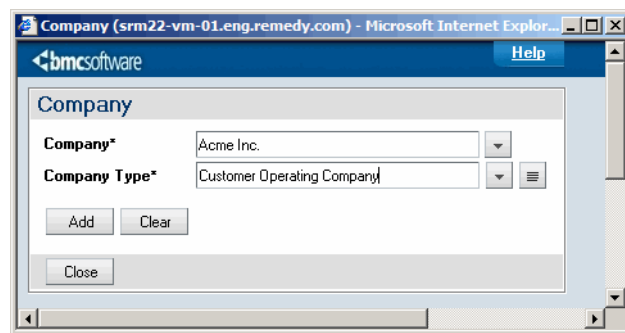 Company (srm22-vm-01.eng.remedy.com) - Microsoft Internet Explor...
bmcsoftware
Help
Company
Company* Acme Inc.
Company Type* Customer Operating Company
Add Clear
Close